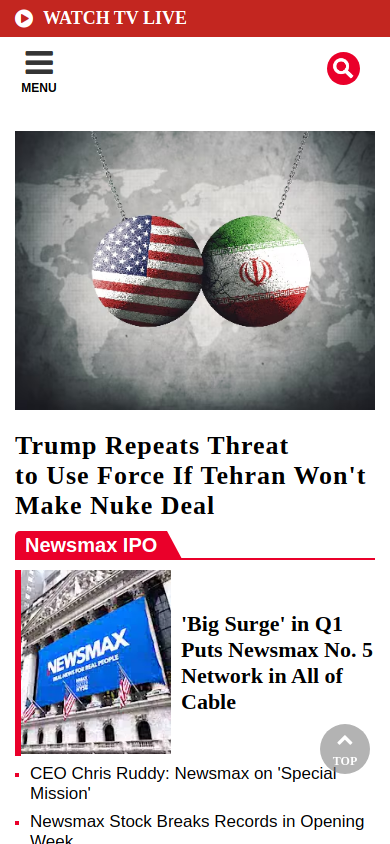 WATCH TV LIVE
MENU
Trump Repeats Threat
to Use Force If Tehran Won't
Make Nuke Deal
Newsmax IPO
NEWSMAX
REAL NEWS FOR REAL PEOPLE
NYSE
'Big Surge' in Q1
Puts Newsmax No. 5
Network in All of
Cable
TOP
CEO Chris Ruddy: Newsmax on 'Special
Mission'
Newsmax Stock Breaks Records in Opening
Week